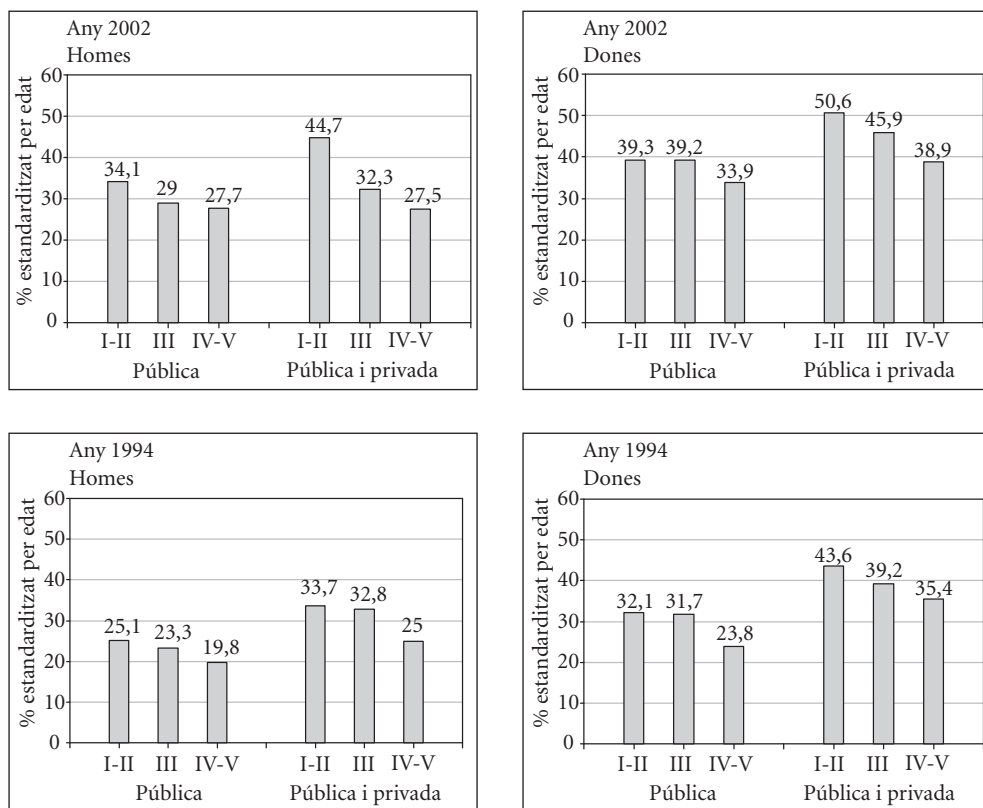 Any 2002
Homes
% estandarditzat per edat
60
50
40
30
20
10
0
34,1
29
27,7
44,7
32,3
27,5
I-II III IV-V I-II III IV-V
Pública Pública i privada
Any 2002
Dones
% estandarditzat per edat
60
50
40
30
20
10
0
39,3
39,2
33,9
50,6
45,9
38,9
I-II III IV-V I-II III IV-V
Pública Pública i privada
Any 1994
Homes
% estandarditzat per edat
60
50
40
30
20
10
0
25,1
23,3
19,8
33,7
32,8
25
I-II III IV-V I-II III IV-V
Pública Pública i privada
Any 1994
Dones
% estandarditzat per edat
60
50
40
30
20
10
0
32,1
31,7
23,8
43,6
39,2
35,4
I-II III IV-V I-II III IV-V
Pública Pública i privada